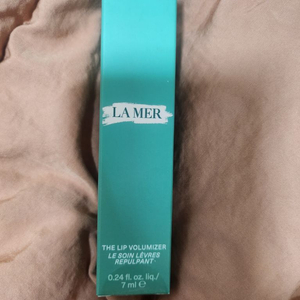 LA MER
THE LIP VOLUMIZER
LE SOIN LÈVRES
REPULPANT
0.24 fl. oz. liq./
7 ml ℮